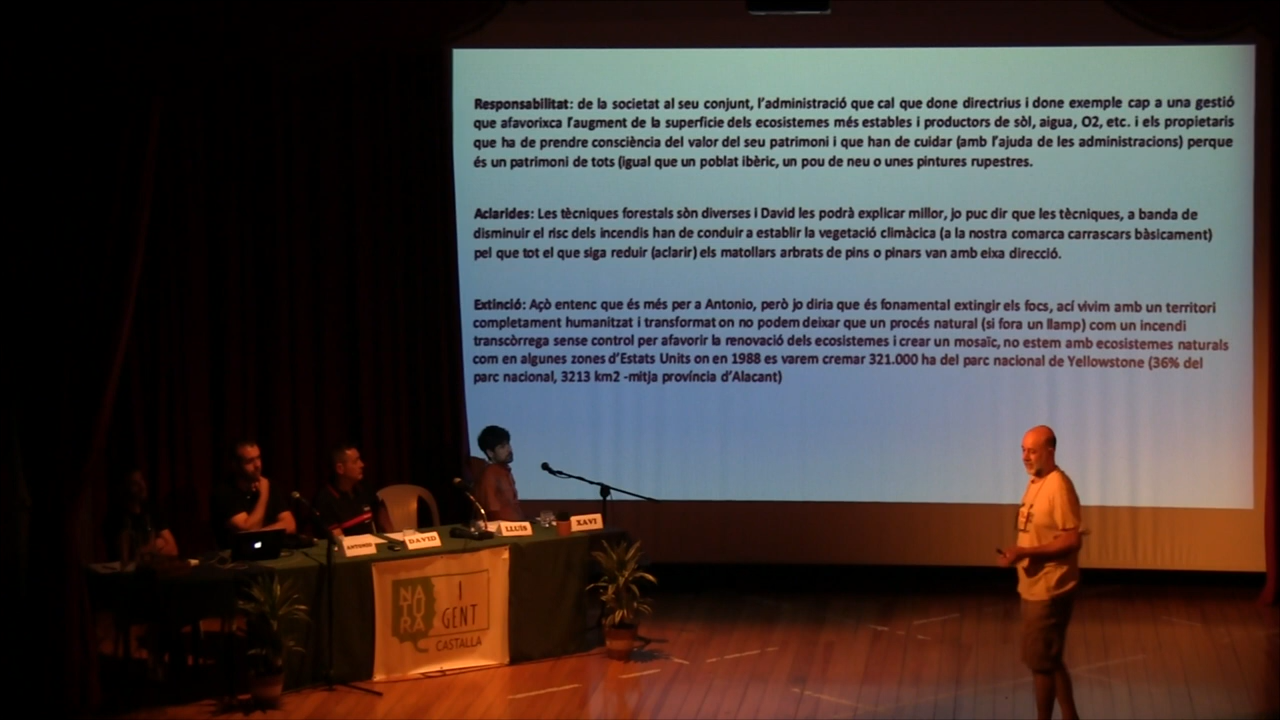 Responsabilitat: de la societat al seu conjunt, l'administració que cal que done directrius i done exemple cap a una gestió
que afavorixca l'augment de la superficie dels ecosistemes més estables i productors de sòl, aigua, O2, etc. i els propietaris
que ha de prendre consciència del valor del seu patrimoni i que han de cuidar (amb l'ajuda de les administracions) perque
és un patrimoni de tots (igual que un poblat ibèric, un pou de neu o unes pintures rupestres.
Aclarides: Les tècniques forestals sòn diverses i David les podrà explicar millor, jo puc dir que les tècniques, a banda de
disminuir el risc dels incendis han de conduir a establir la vegetació climàcica (a la nostra comarca carrascars bàsicament)
pel que tot el que siga reduir (aclarir) els matollars arbrats de pins o pinars van amb eixa direcció.
Extinció: Açò entenc que és més per a Antonio, però jo diria que és fonamental extingir els focs, ací vivim amb un territori
completament humanitzat i transformat on no podem deixar que un procés natural (si fora un llamp) com un incendi
transcòrrega sense control per afavorir la renovació dels ecosistemes i crear un mosaïc, no estem amb ecosistemes naturals
com en algunes zones d'Estats Units on en 1988 es varem cremar 321.000 ha del parc nacional de Yellowstone (36% del
parc nacional, 3213 km2 -mitja província d'Alacant)
ANTONIO
DAVID
LLUÍS
XAVI
NA
TU
RA
I
GENT
CASTALLA